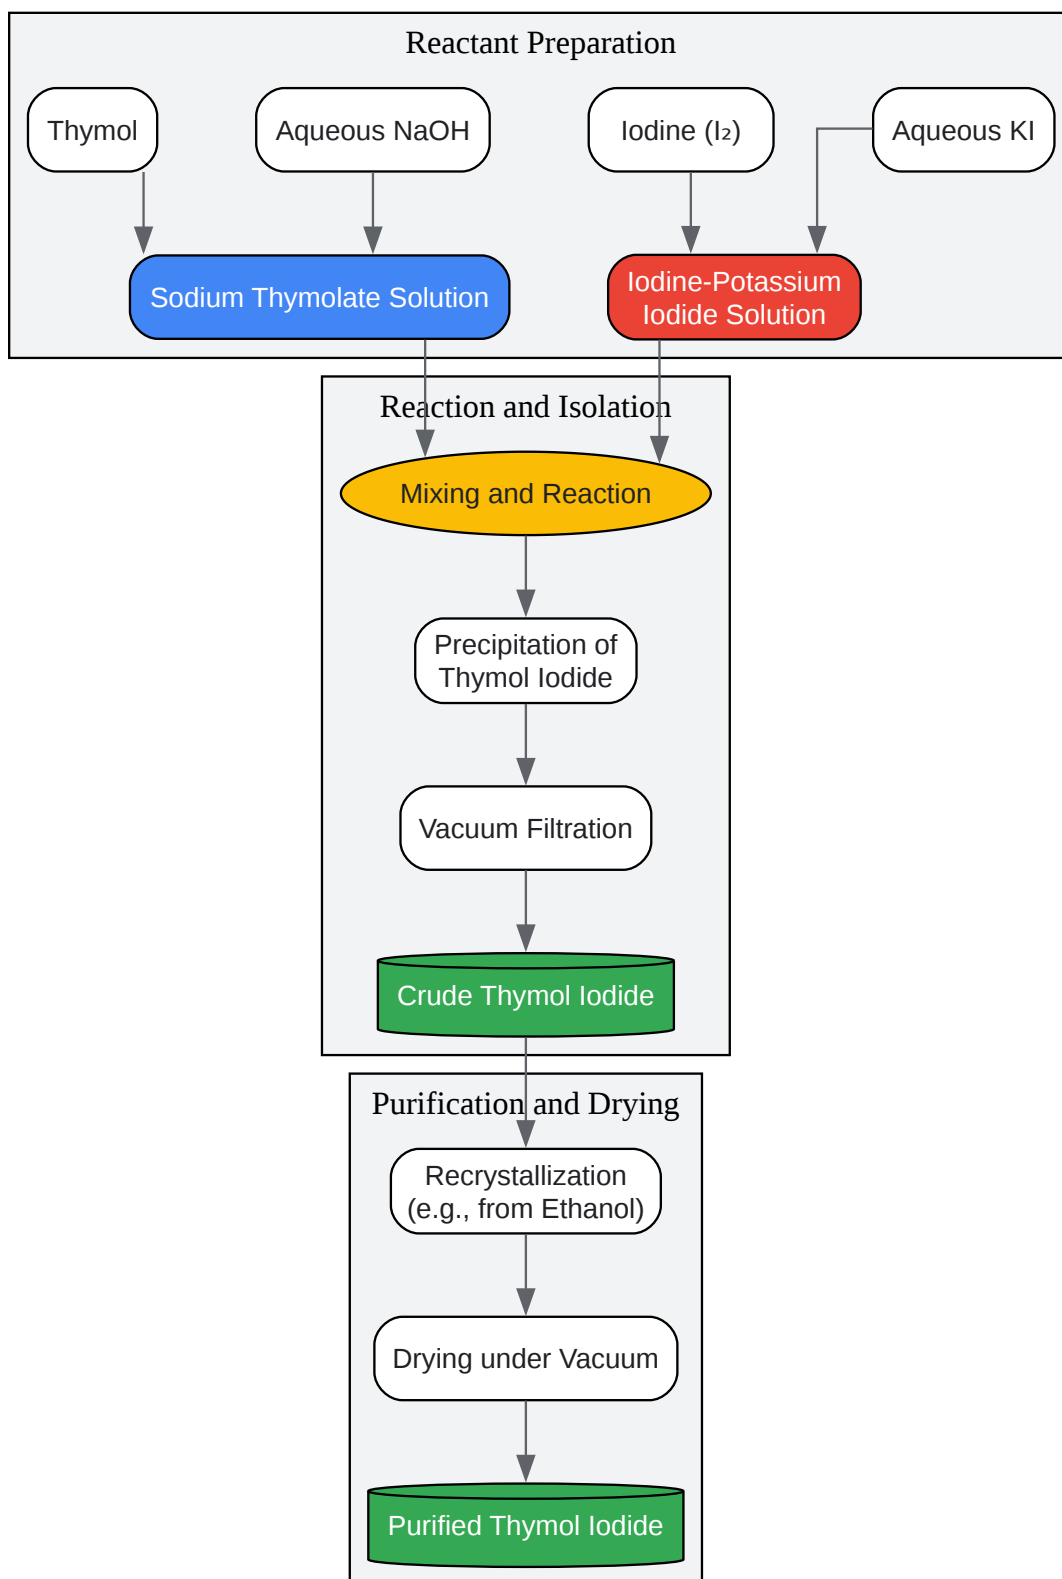 Reactant Preparation
Thymol
Aqueous NaOH
Iodine (I₂)
Aqueous KI
Sodium Thymolate Solution
Iodine-Potassium
Iodide Solution
Reaction and Isolation
Mixing and Reaction
Precipitation of
Thymol Iodide
Vacuum Filtration
Crude Thymol Iodide
Purification and Drying
Recrystallization
(e.g., from Ethanol)
Drying under Vacuum
Purified Thymol Iodide